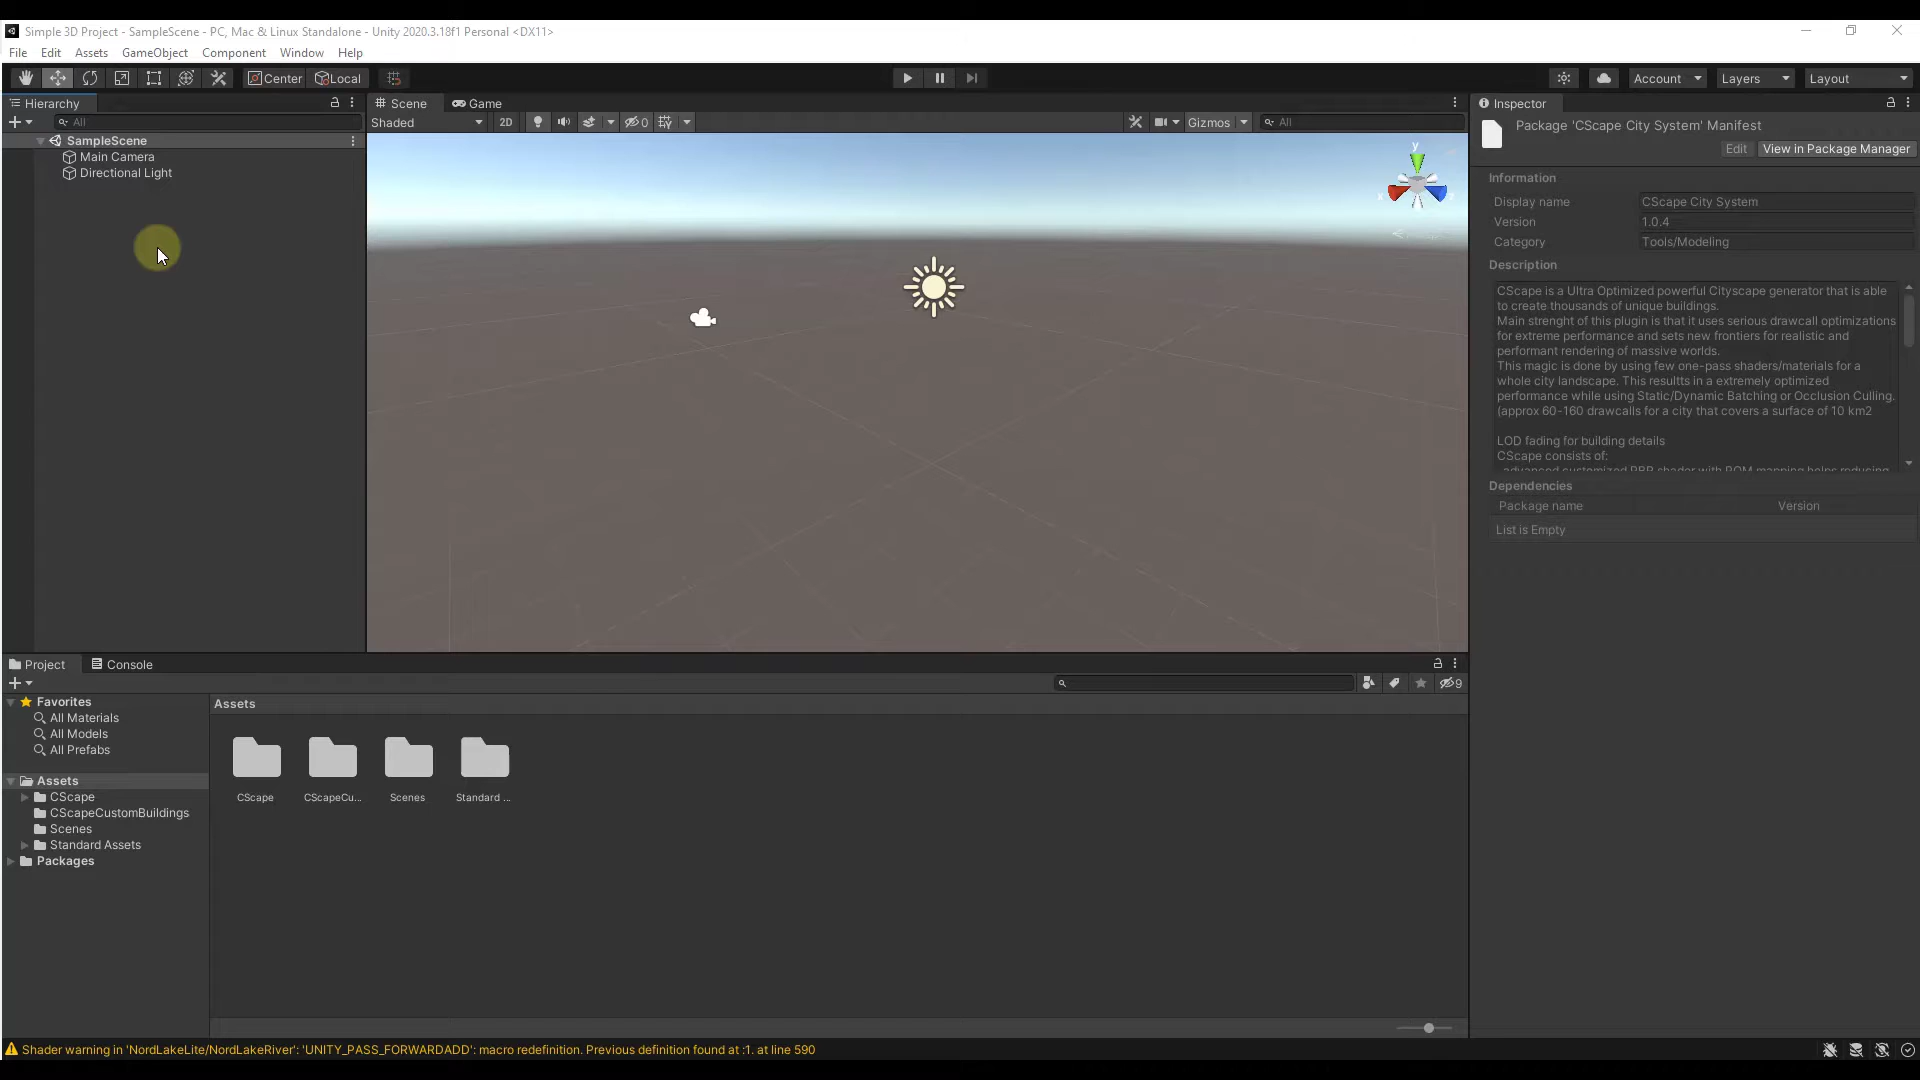 Simple 3D Project - SampleScene - PC, Mac & Linux Standalone - Unity 2020.3.18f1 Personal <DX11>
File Edit Assets GameObject Component Window Help
Center Local Account Layers Layout
Hierarchy
All
SampleScene
Main Camera
Directional Light
Scene Game
Shaded 2D 0 Gizmos All
y
x
z
Inspector
Package 'CScape City System' Manifest
Edit View in Package Manager
Information
Display name CScape City System
Version 1.0.4
Category Tools/Modeling
Description
CScape is a Ultra Optimized powerful Cityscape generator that is able
to create thousands of unique buildings.
Main strenght of this plugin is that it uses serious drawcall optimizations
for extreme performance and sets new frontiers for realistic and
performant rendering of massive worlds.
This magic is done by using few one-pass shaders/materials for a
whole city landscape. This resultts in a extremely optimized
performance while using Static/Dynamic Batching or Occlusion Culling.
(approx 60-160 drawcalls for a city that covers a surface of 10 km2
LOD fading for building details
CScape consists of:
advanced customized PBR shader with POM mapping helps reducing
Dependencies
Package name Version
List is Empty
Project Console
9
Favorites
All Materials
All Models
All Prefabs
Assets
CScape
CScapeCustomBuildings
Scenes
Standard Assets
Packages
Assets
CScape CScapeCu... Scenes Standard ...
Shader warning in 'NordLakeLite/NordLakeRiver': 'UNITY_PASS_FORWARDADD': macro redefinition. Previous definition found at :1. at line 590